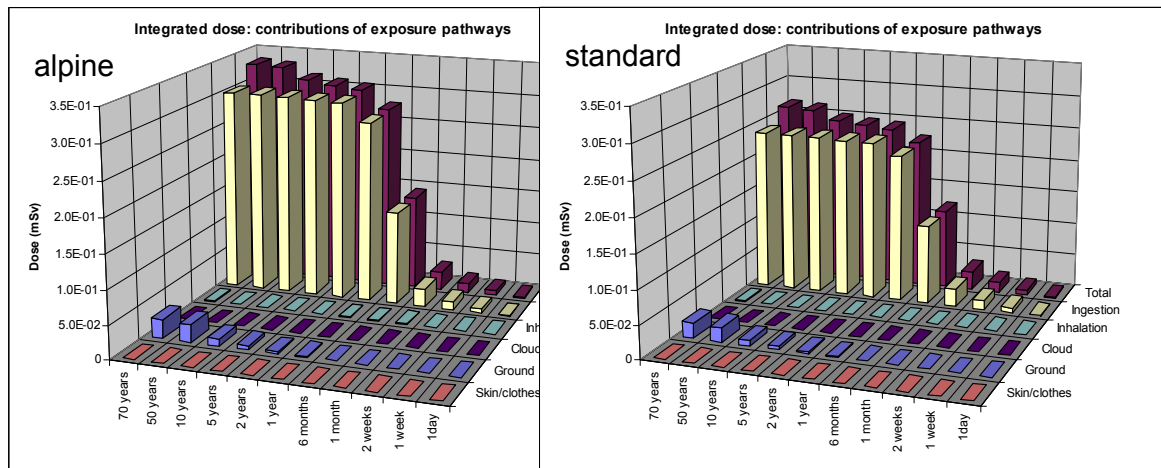 Integrated dose: contributions of exposure pathways
alpine
3.5E-01
3.0E-01
2.5E-01
2.0E-01
1.5E-01
1.0E-01
5.0E-02
0
Dose (mSv)
70 years
50 years
10 years
5 years
2 years
1 year
6 months
1 month
2 weeks
1 week
1day
Inh
Cloud
Ground
Skin/clothes
Integrated dose: contributions of exposure pathways
standard
3.5E-01
3.0E-01
2.5E-01
2.0E-01
1.5E-01
1.0E-01
5.0E-02
0
Dose (mSv)
70 years
50 years
10 years
5 years
2 years
1 year
6 months
1 month
2 weeks
1 week
1day
Total
Ingestion
Inhalation
Cloud
Ground
Skin/clothes